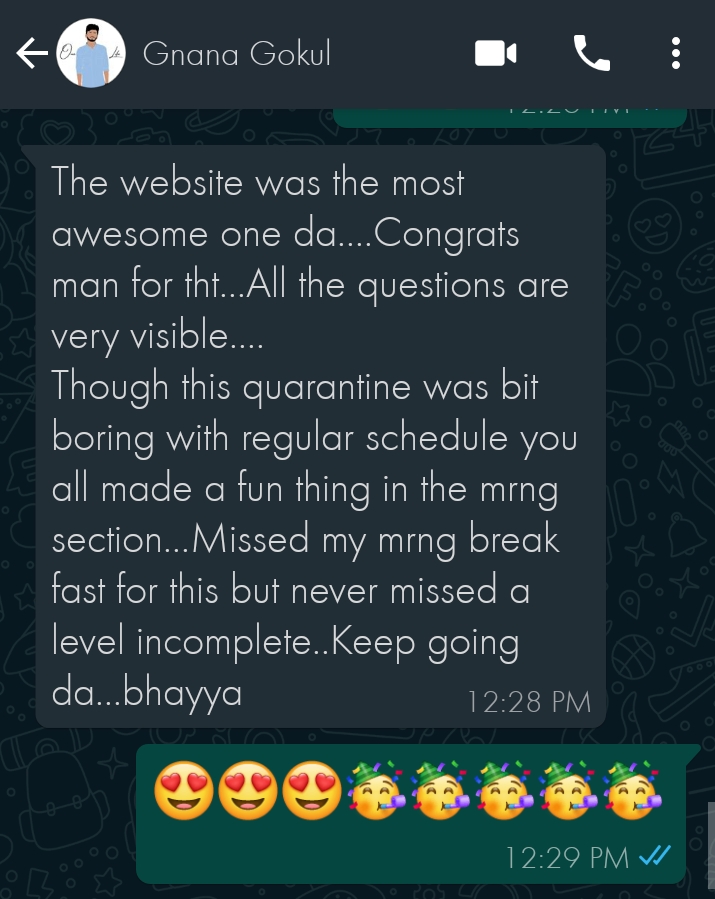 Gnana Gokul
The website was the most
awesome one da....Congrats
man for tht...All the questions are
very visible....
Though this quarantine was bit
boring with regular schedule you
all made a fun thing in the mrng
section...Missed my mrng break
fast for this but never missed a
level incomplete..Keep going
da...bhayya
12:28 PM
😍😍😍🥳🥳🥳🥳🥳
12:29 PM